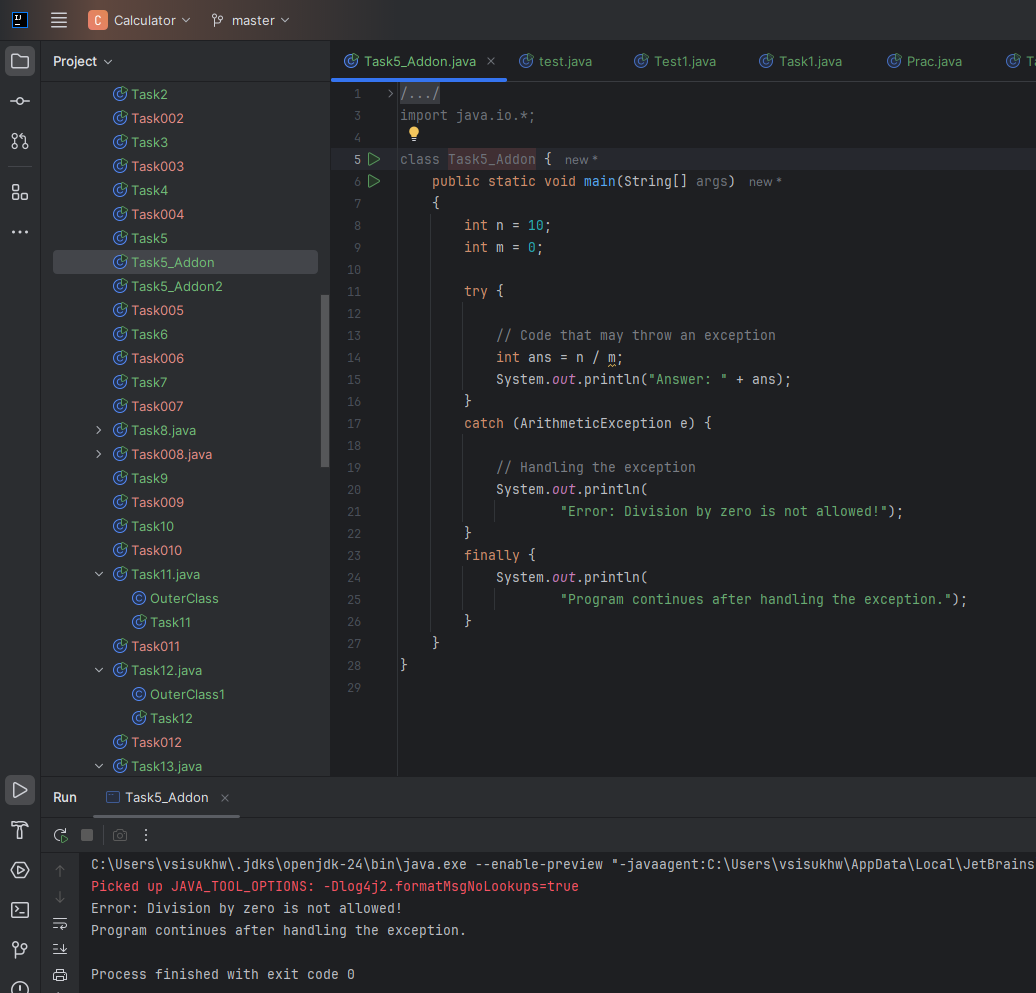 Calculator
master
Project
Task5_Addon.java
test.java
Test1.java
Task1.java
Prac.java
Task2
Task002
Task3
Task003
Task4
Task004
Task5
Task5_Addon
Task5_Addon2
Task005
Task6
Task006
Task7
Task007
Task8.java
Task008.java
Task9
Task009
Task10
Task010
Task11.java
OuterClass
Task11
Task011
Task12.java
OuterClass1
Task12
Task012
Task13.java
1 /.../
3 import java.io.*;
4
5 class Task5_Addon { new *
6 public static void main(String[] args) new *
7 {
8 int n = 10;
9 int m = 0;
10
11 try {
12
13 // Code that may throw an exception
14 int ans = n / m;
15 System.out.println("Answer: " + ans);
16 }
17 catch (ArithmeticException e) {
18
19 // Handling the exception
20 System.out.println(
21 "Error: Division by zero is not allowed!");
22 }
23 finally {
24 System.out.println(
25 "Program continues after handling the exception.");
26 }
27 }
28 }
29
Run
Task5_Addon
C:\Users\vsisukhw\.jdks\openjdk-24\bin\java.exe --enable-preview "-javaagent:C:\Users\vsisukhw\AppData\Local\JetBrains
Picked up JAVA_TOOL_OPTIONS: -Dlog4j2.formatMsgNoLookups=true
Error: Division by zero is not allowed!
Program continues after handling the exception.
Process finished with exit code 0